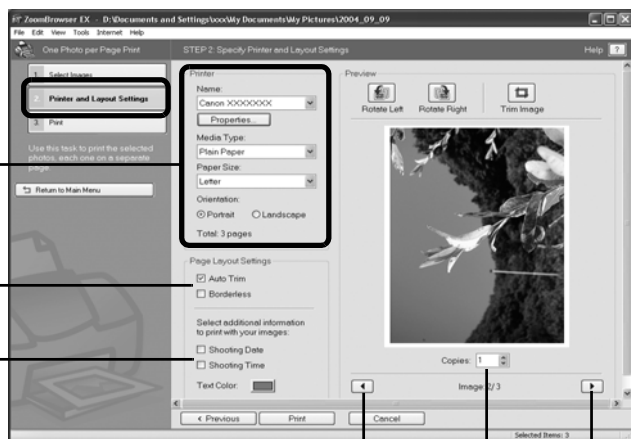 ZoomBrowser EX - D:\Documents and Settings\xxx\My Documents\My Pictures\2004_09_09
File Edit View Tools Internet Help
One Photo per Page Print
STEP 2: Specify Printer and Layout Settings
Help ?
1. Select Images
2. Printer and Layout Settings
3. Print
Use this task to print the selected
photos, each one on a separate
page.
Return to Main Menu
Printer
Name:
Canon XXXXXXX
Properties...
Media Type:
Plain Paper
Paper Size:
Letter
Orientation:
Portrait Landscape
Total: 3 pages
Page Layout Settings
Auto Trim
Borderless
Select additional information
to print with your images:
Shooting Date
Shooting Time
Text Color:
Preview
Rotate Left Rotate Right Trim Image
Copies: 1
Image: 2/3
< Previous Print Cancel
Selected Items: 3